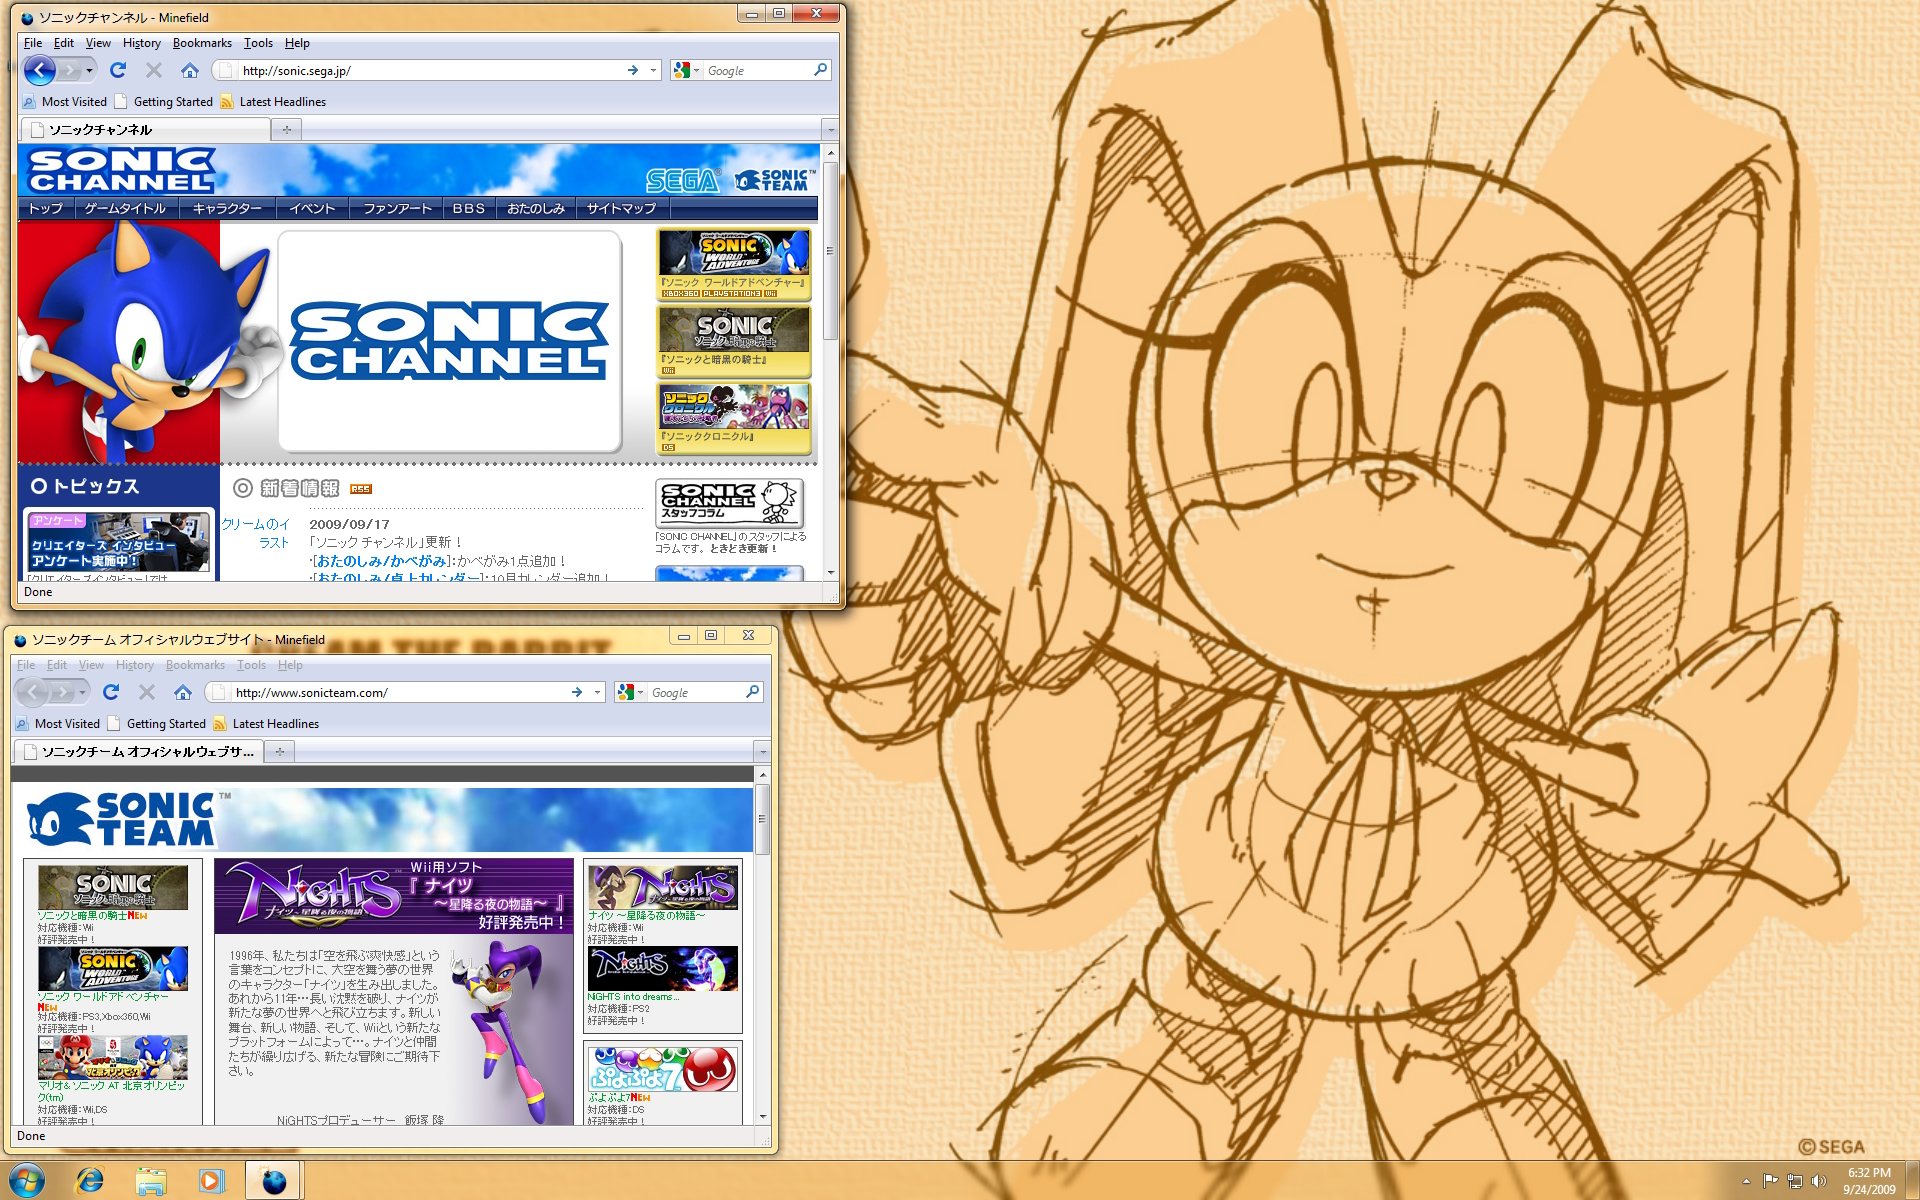 ソニックチャンネル - Minefield
File Edit View History Bookmarks Tools Help
http://sonic.sega.jp/
Google
Most Visited Getting Started Latest Headlines
ソニックチャンネル
SONIC CHANNEL
SEGA
SONIC TEAM™
トップ ゲームタイトル キャラクター イベント ファンアート BBS おたのしみ サイトマップ
SONIC
CHANNEL
SONIC
WORLD ADVENTURE
『ソニック ワールドアドベンチャー』
XBOX360 PLAYSTATION3 Wii
SONIC
ソニックと暗黒の騎士
『ソニックと暗黒の騎士』
Wii
ソニック
クロニクル
『ソニッククロニクル』
DS
トピックス
アンケート
クリエイターズ インタビュー
アンケート実施中！
「クリエイターズインタビュー」では
新着情報 RSS
クリームのイ
ラスト
2009/09/17
「ソニック チャンネル」更新！
・[おたのしみ/かべがみ]：かべがみ1点追加！
・[おたのしみ/卓上カレンダー]：10月カレンダー追加！
SONIC
CHANNEL
スタッフコラム
「SONIC CHANNEL」のスタッフによる
コラムです。ときどき更新！
Done
ソニックチーム オフィシャルウェブサイト - Minefield
CREAM THE RABBIT
File Edit View History Bookmarks Tools Help
http://www.sonicteam.com/
Google
Most Visited Getting Started Latest Headlines
ソニックチーム オフィシャルウェブサ...
SONIC
TEAM™
SONIC
ソニックと暗黒の騎士
ソニックと暗黒の騎士NEW
対応機種：Wii
好評発売中！
SONIC
WORLD ADVENTURE
ソニック ワールドアドベンチャー
NEW
対応機種：PS3,Xbox360,Wii
好評発売中！
マリオ&ソニック AT 北京オリンピッ
ク(tm)
対応機種：Wii,DS
好評発売中！
NiGHTS
ナイツ～星降る夜の物語～
Wii用ソフト
『ナイツ
～星降る夜の物語～』
好評発売中！
1996年、私たちは「空を飛ぶ爽快感」という
言葉をコンセプトに、大空を舞う夢の世界
のキャラクター「ナイツ」を生み出しました。
あれから11年…長い沈黙を破り、ナイツが
新たな夢の世界へと飛び立ちます。新しい
舞台、新しい物語、そして、Wiiという新たな
プラットフォームによって…。ナイツと仲間
たちが繰り広げる、新たな冒険にご期待下
さい。
NiGHTSプロデューサー 飯塚 隆
NiGHTS
ナイツ ～星降る夜の物語～
対応機種：Wii
好評発売中！
NiGHTS
NiGHTS into dreams...
対応機種：PS2
好評発売中！
ぷよぷよ7
ぷよぷよ7NEW
対応機種：DS
好評発売中！
Done
© SEGA
6:32 PM
9/24/2009